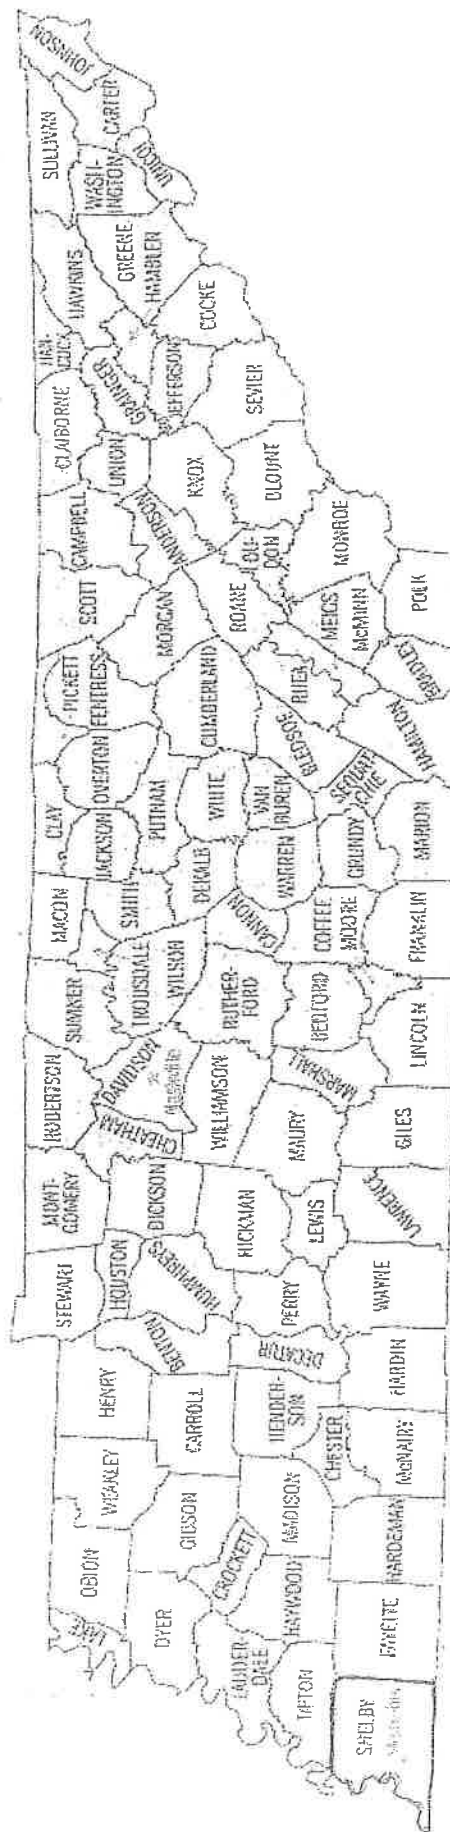 JOHNSON
SULLIVAN
CARTER
WASH-
INGTON
UNICOI
HAWKINS
GREENE
HAMBLEN
HAN-
COCK
COCKE
CLAIBORNE
GRAINGER
JEFFERSON
UNION
SEVIER
CAMPBELL
KNOX
BLOUNT
ANDERSON
SCOTT
LOU-
DON
MONROE
MORGAN
ROANE
MEIGS
McMINN
POLK
PICKETT
FENTRESS
CUMBERLAND
RHEA
BRADLEY
OVERTON
BLEDSOE
HAMILTON
CLAY
JACKSON
PUTNAM
WHITE
VAN
BUREN
SEQUAT-
CHIE
MACON
SMITH
DEKALB
WARREN
GRUNDY
MARION
CANNON
COFFEE
MOORE
FRANKLIN
SUMNER
TROUSDALE
WILSON
RUTHER-
FORD
BEDFORD
LINCOLN
ROBERTSON
DAVIDSON
Nashville
CHEATHAM
WILLIAMSON
MARSHALL
MAURY
GILES
MONT-
GOMERY
DICKSON
HICKMAN
LEWIS
LAWRENCE
STEWART
HOUSTON
HUMPHREYS
PERRY
WAYNE
BENTON
DECATUR
HENRY
CARROLL
HENDER-
SON
HARDIN
CHESTER
McNAIRY
WEAKLEY
GIBSON
MADISON
HARDEMAN
OBION
CROCKETT
HAYWOOD
FAYETTE
LAKE
DYER
LAUDER-
DALE
TIPTON
SHELBY